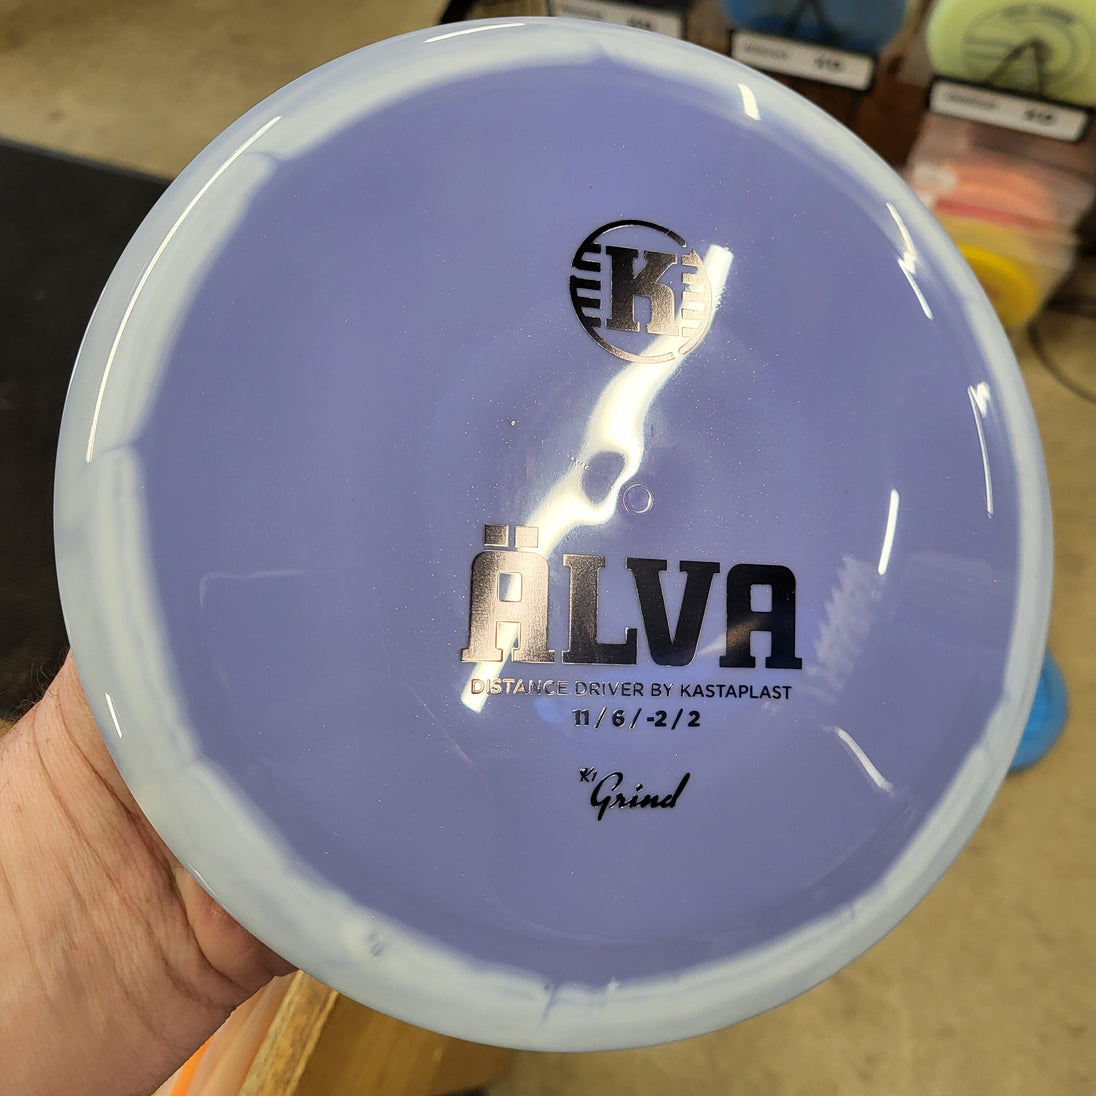 K
ÄLVA
DISTANCE DRIVER BY KASTAPLAST
11 / 6 / -2 / 2
K1
Grind